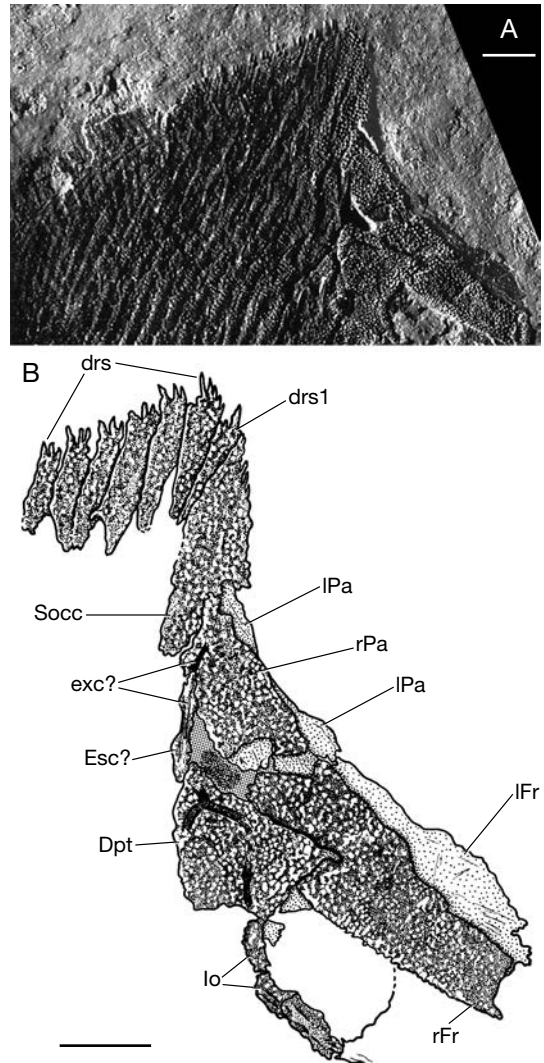 A
B
drs
drs1
lPa
Socc
rPa
exc?
lPa
Esc?
lFr
Dpt
Io
rFr